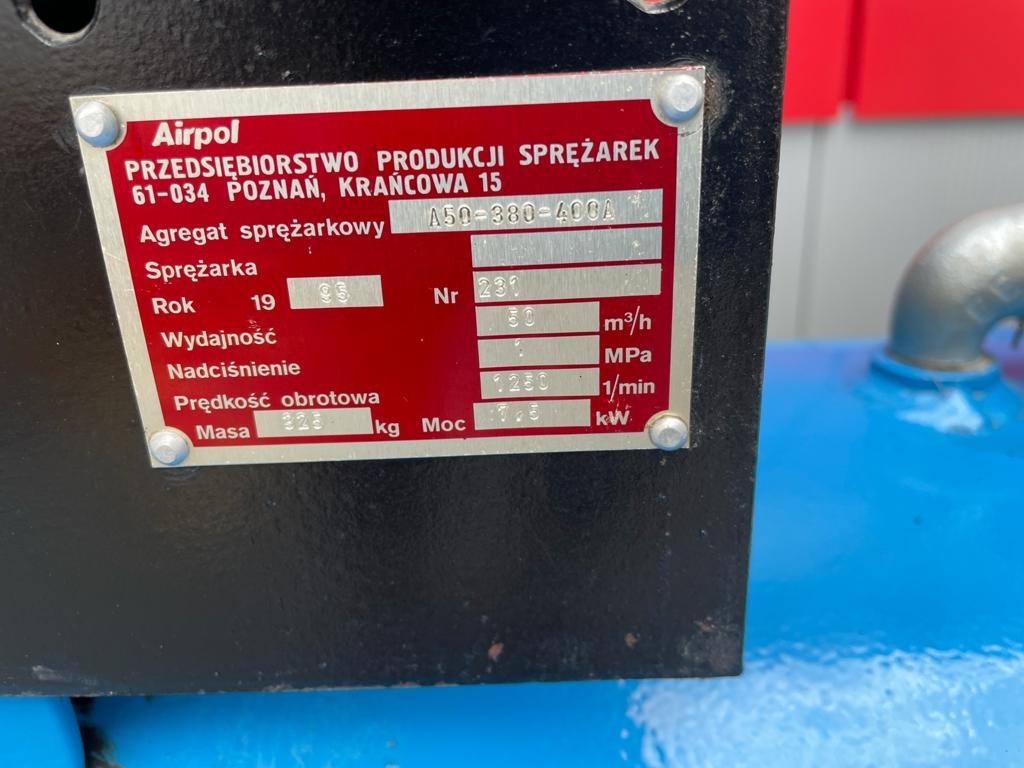 Airpol
PRZEDSIĘBIORSTWO PRODUKCJI SPRĘŻAREK
61-034 POZNAŃ, KRAŃCOWA 15
Agregat sprężarkowy A50-380-400A
Sprężarka
Rok 19 95 Nr 231
Wydajność 50 m³/h
Nadciśnienie 1 MPa
Prędkość obrotowa 1250 1/min
Masa 325 kg Moc 7,5 kW